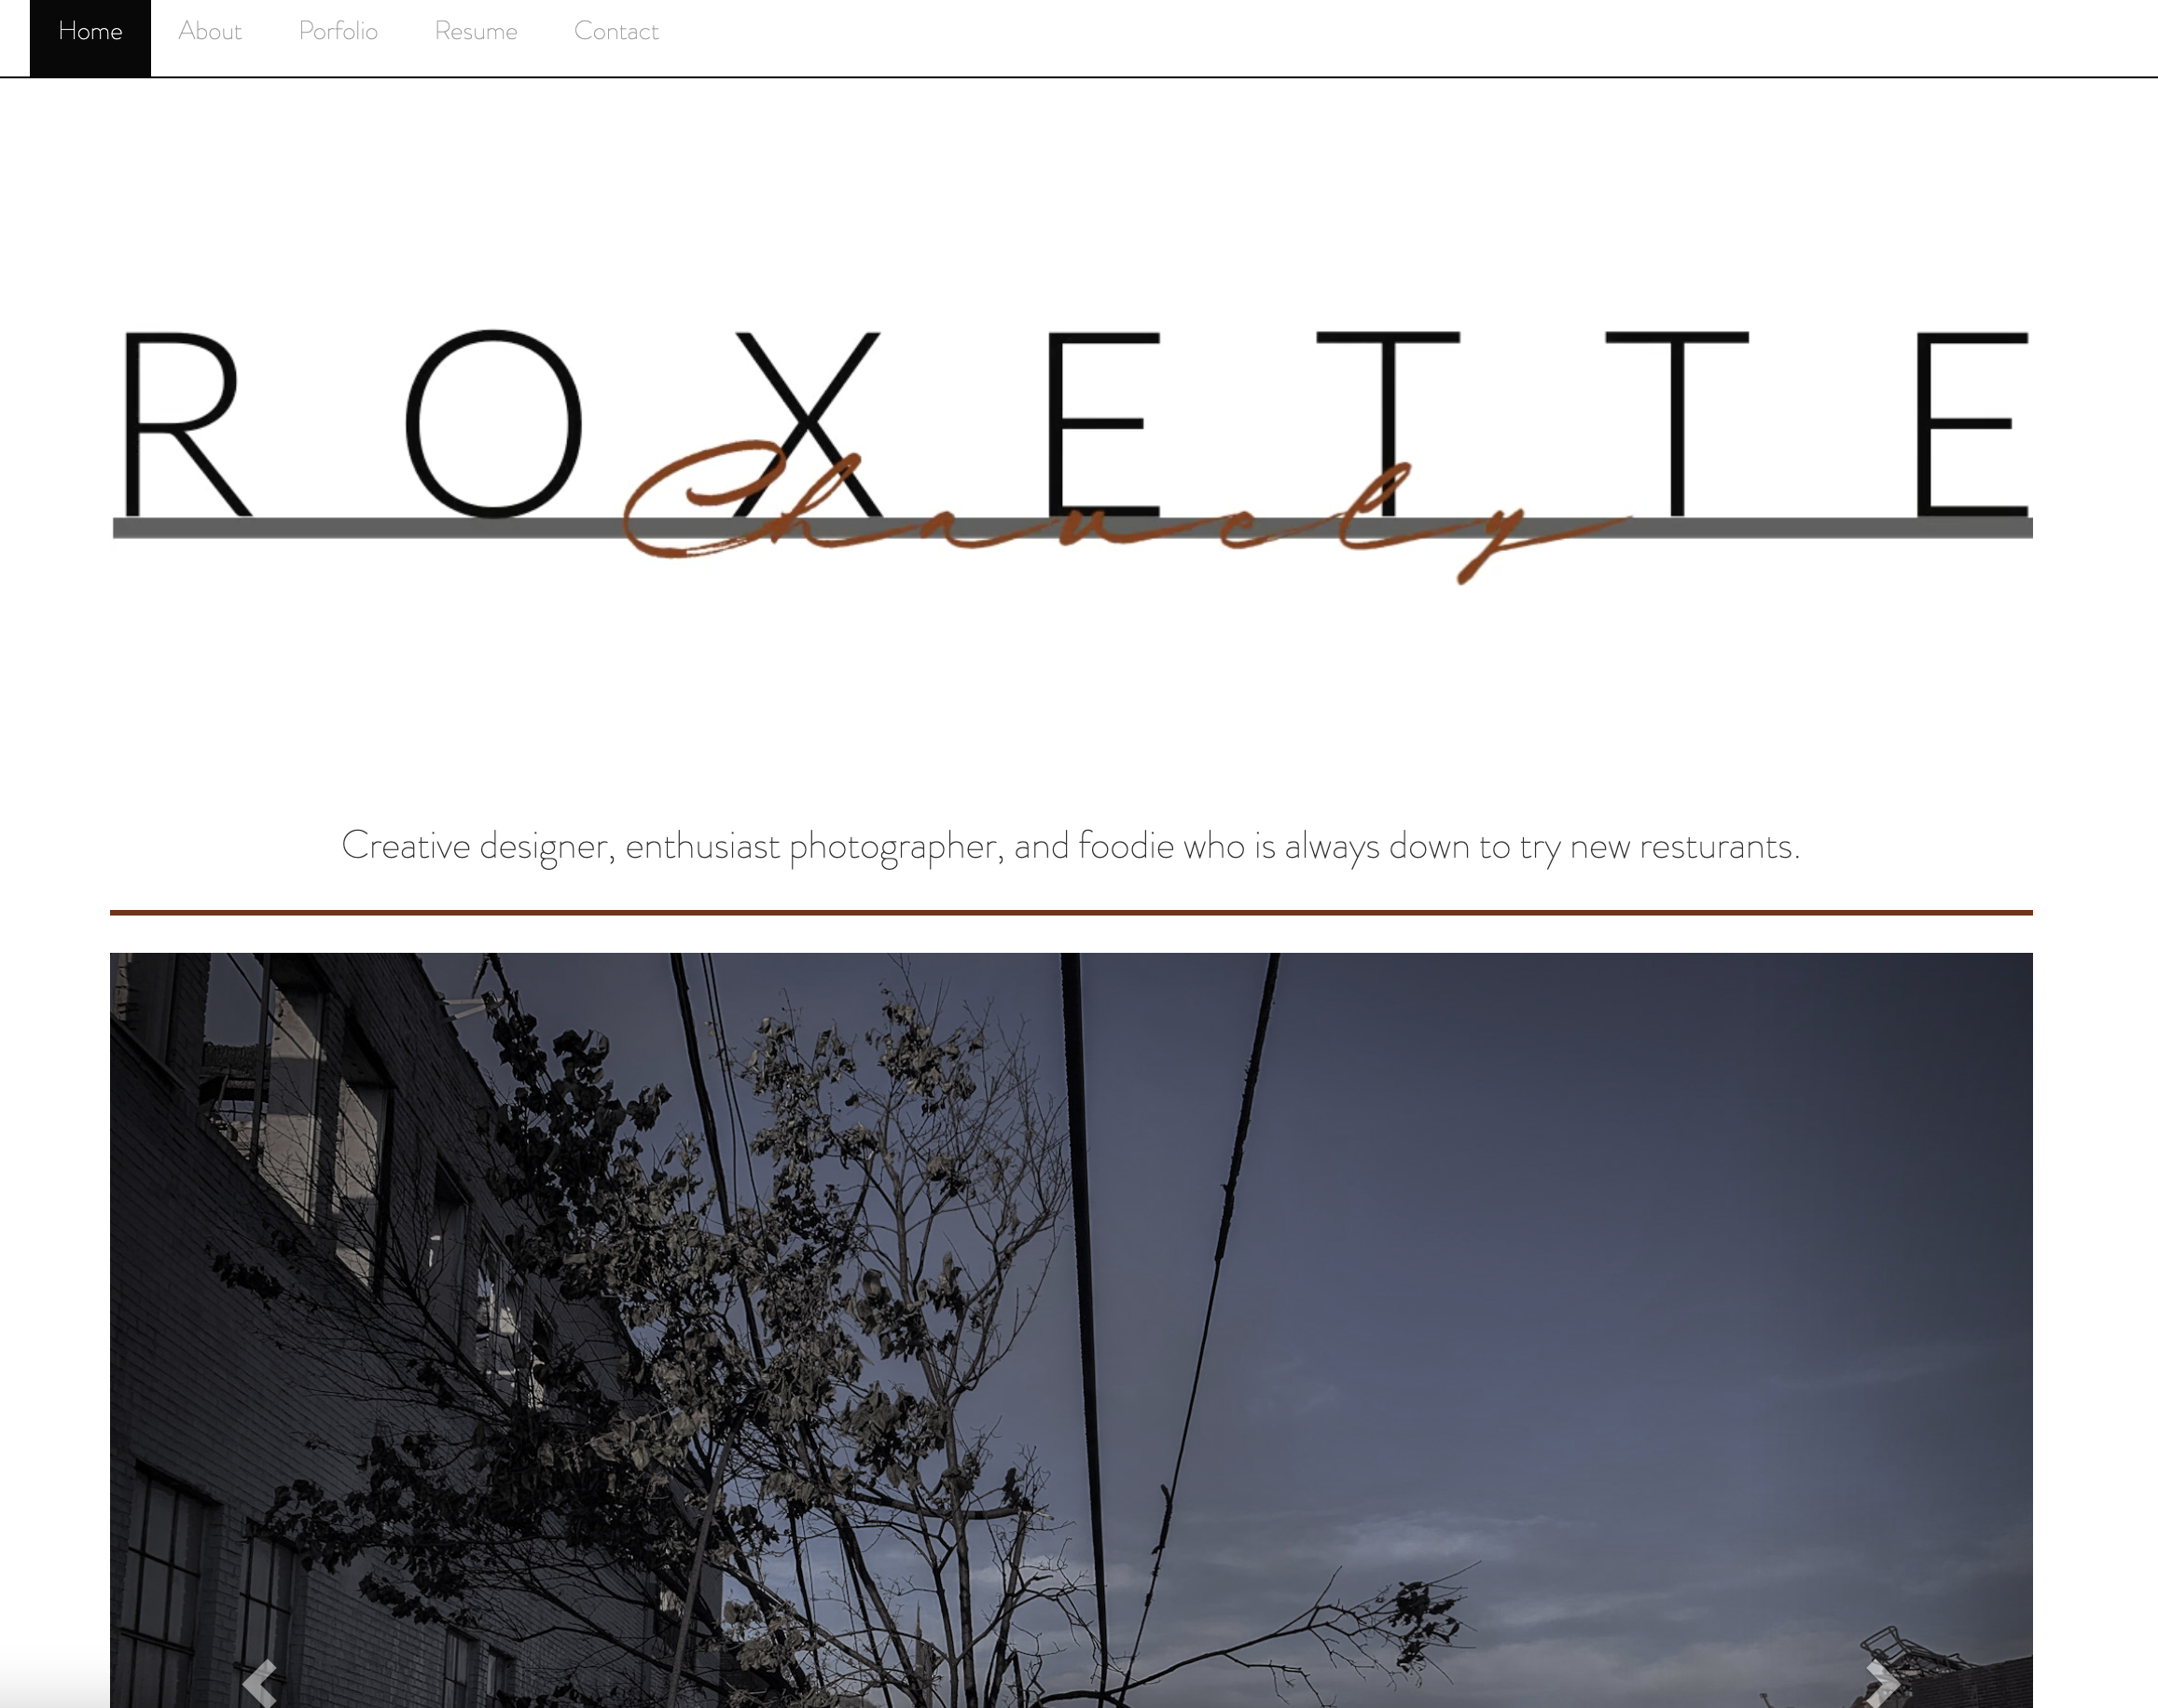 Home About Porfolio Resume Contact
ROXETTE
Chancly
Creative designer, enthusiast photographer, and foodie who is always down to try new resturants.